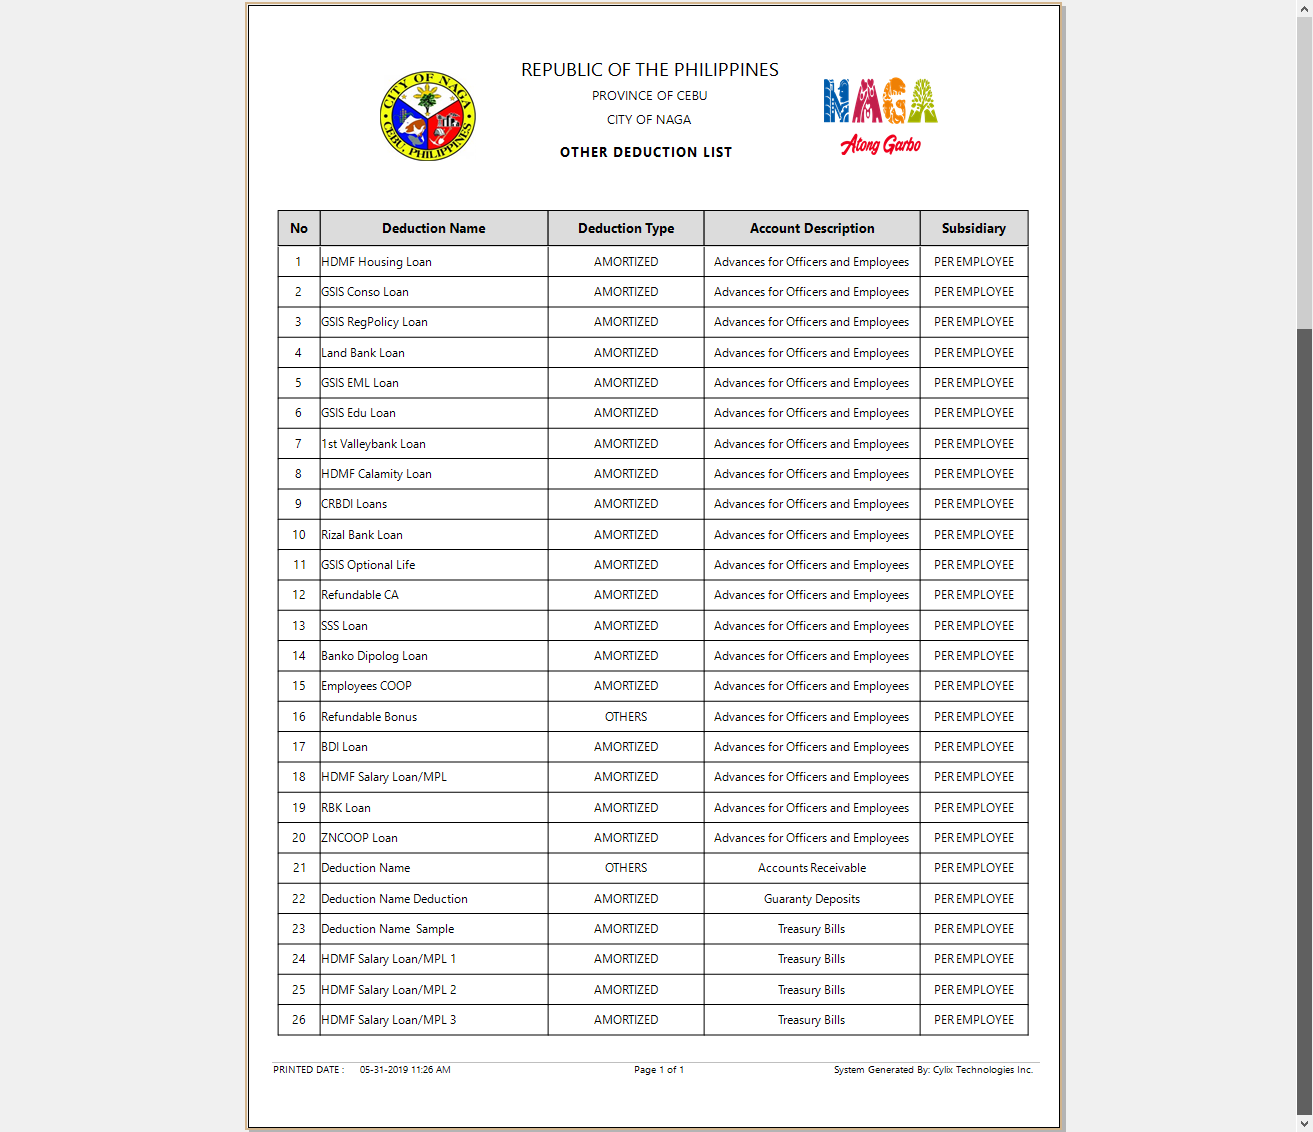 CITY OF NAGA
CEBU, PHILIPPINES
REPUBLIC OF THE PHILIPPINES
PROVINCE OF CEBU
CITY OF NAGA
OTHER DEDUCTION LIST
NAGA
Atong Garbo
No Deduction Name Deduction Type Account Description Subsidiary
1 HDMF Housing Loan AMORTIZED Advances for Officers and Employees PER EMPLOYEE
2 GSIS Conso Loan AMORTIZED Advances for Officers and Employees PER EMPLOYEE
3 GSIS RegPolicy Loan AMORTIZED Advances for Officers and Employees PER EMPLOYEE
4 Land Bank Loan AMORTIZED Advances for Officers and Employees PER EMPLOYEE
5 GSIS EML Loan AMORTIZED Advances for Officers and Employees PER EMPLOYEE
6 GSIS Edu Loan AMORTIZED Advances for Officers and Employees PER EMPLOYEE
7 1st Valleybank Loan AMORTIZED Advances for Officers and Employees PER EMPLOYEE
8 HDMF Calamity Loan AMORTIZED Advances for Officers and Employees PER EMPLOYEE
9 CRBDI Loans AMORTIZED Advances for Officers and Employees PER EMPLOYEE
10 Rizal Bank Loan AMORTIZED Advances for Officers and Employees PER EMPLOYEE
11 GSIS Optional Life AMORTIZED Advances for Officers and Employees PER EMPLOYEE
12 Refundable CA AMORTIZED Advances for Officers and Employees PER EMPLOYEE
13 SSS Loan AMORTIZED Advances for Officers and Employees PER EMPLOYEE
14 Banko Dipolog Loan AMORTIZED Advances for Officers and Employees PER EMPLOYEE
15 Employees COOP AMORTIZED Advances for Officers and Employees PER EMPLOYEE
16 Refundable Bonus OTHERS Advances for Officers and Employees PER EMPLOYEE
17 BDI Loan AMORTIZED Advances for Officers and Employees PER EMPLOYEE
18 HDMF Salary Loan/MPL AMORTIZED Advances for Officers and Employees PER EMPLOYEE
19 RBK Loan AMORTIZED Advances for Officers and Employees PER EMPLOYEE
20 ZNCOOP Loan AMORTIZED Advances for Officers and Employees PER EMPLOYEE
21 Deduction Name OTHERS Accounts Receivable PER EMPLOYEE
22 Deduction Name Deduction AMORTIZED Guaranty Deposits PER EMPLOYEE
23 Deduction Name Sample AMORTIZED Treasury Bills PER EMPLOYEE
24 HDMF Salary Loan/MPL 1 AMORTIZED Treasury Bills PER EMPLOYEE
25 HDMF Salary Loan/MPL 2 AMORTIZED Treasury Bills PER EMPLOYEE
26 HDMF Salary Loan/MPL 3 AMORTIZED Treasury Bills PER EMPLOYEE
PRINTED DATE : 05-31-2019 11:26 AM Page 1 of 1 System Generated By: Cylix Technologies Inc.